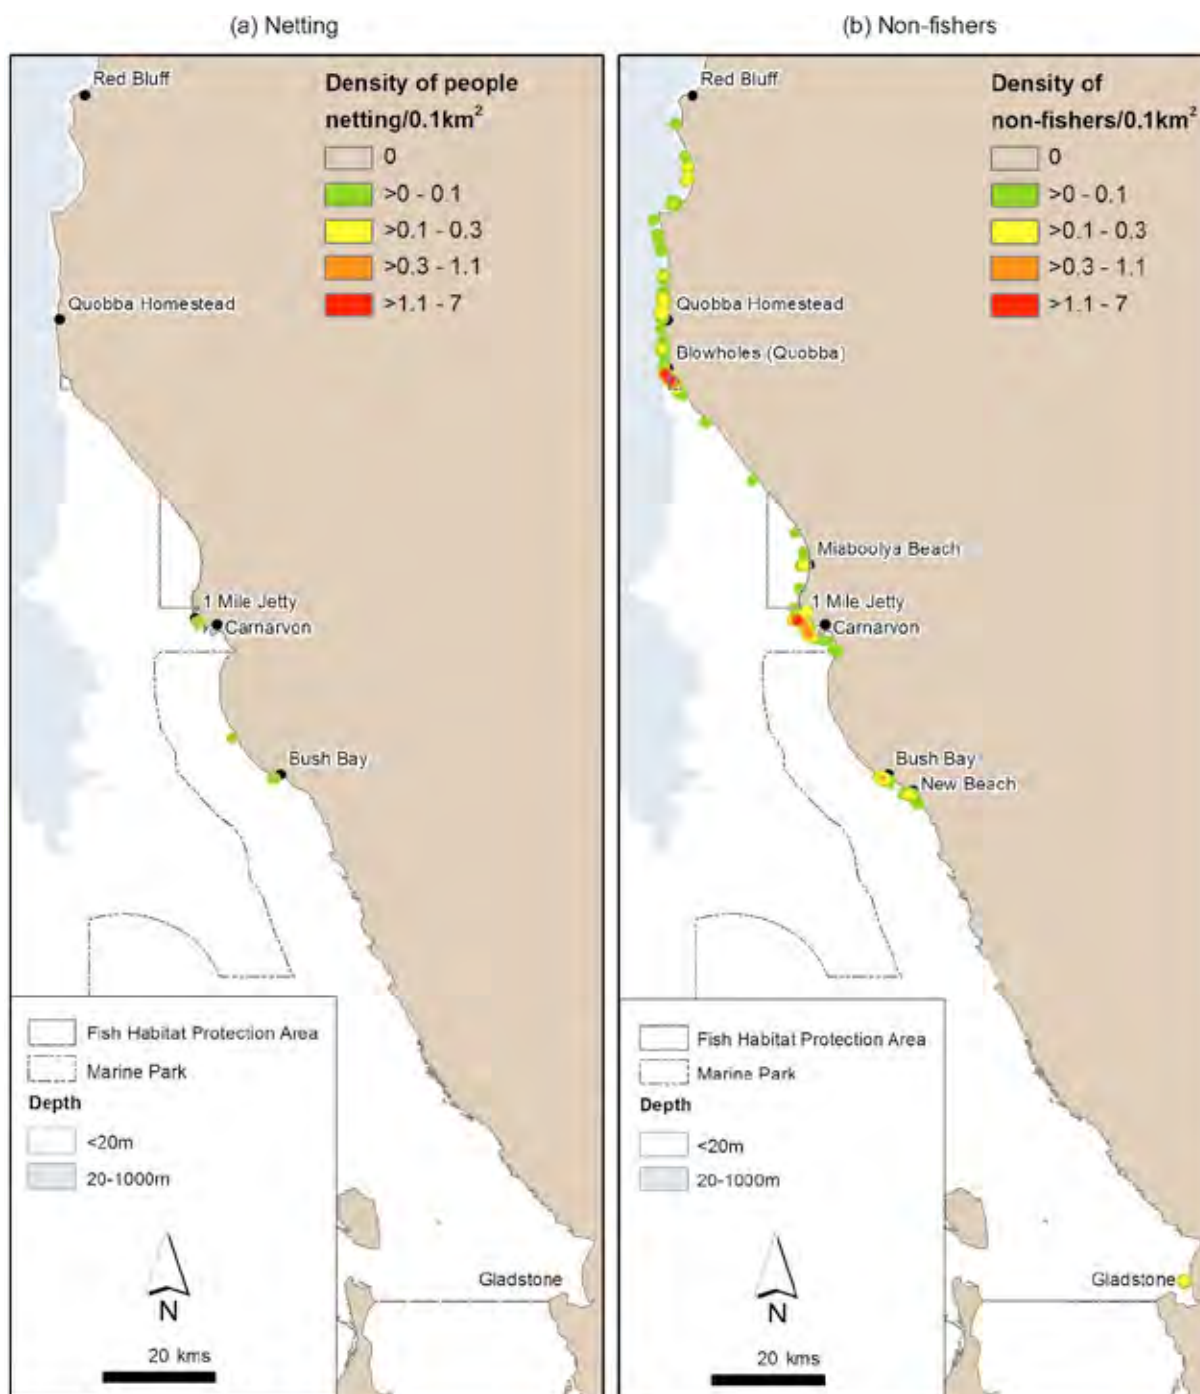 (a) Netting
Red Bluff
Density of people
netting/0.1km²
0
>0 - 0.1
>0.1 - 0.3
>0.3 - 1.1
>1.1 - 7
Quobba Homestead
1 Mile Jetty
Carnarvon
Bush Bay
Fish Habitat Protection Area
Marine Park
Depth
<20m
20-1000m
N
20 kms
Gladstone
(b) Non-fishers
Red Bluff
Density of
non-fishers/0.1km²
0
>0 - 0.1
>0.1 - 0.3
>0.3 - 1.1
>1.1 - 7
Quobba Homestead
Blowholes (Quobba)
Miaboolya Beach
1 Mile Jetty
Carnarvon
Bush Bay
New Beach
Fish Habitat Protection Area
Marine Park
Depth
<20m
20-1000m
N
20 kms
Gladstone